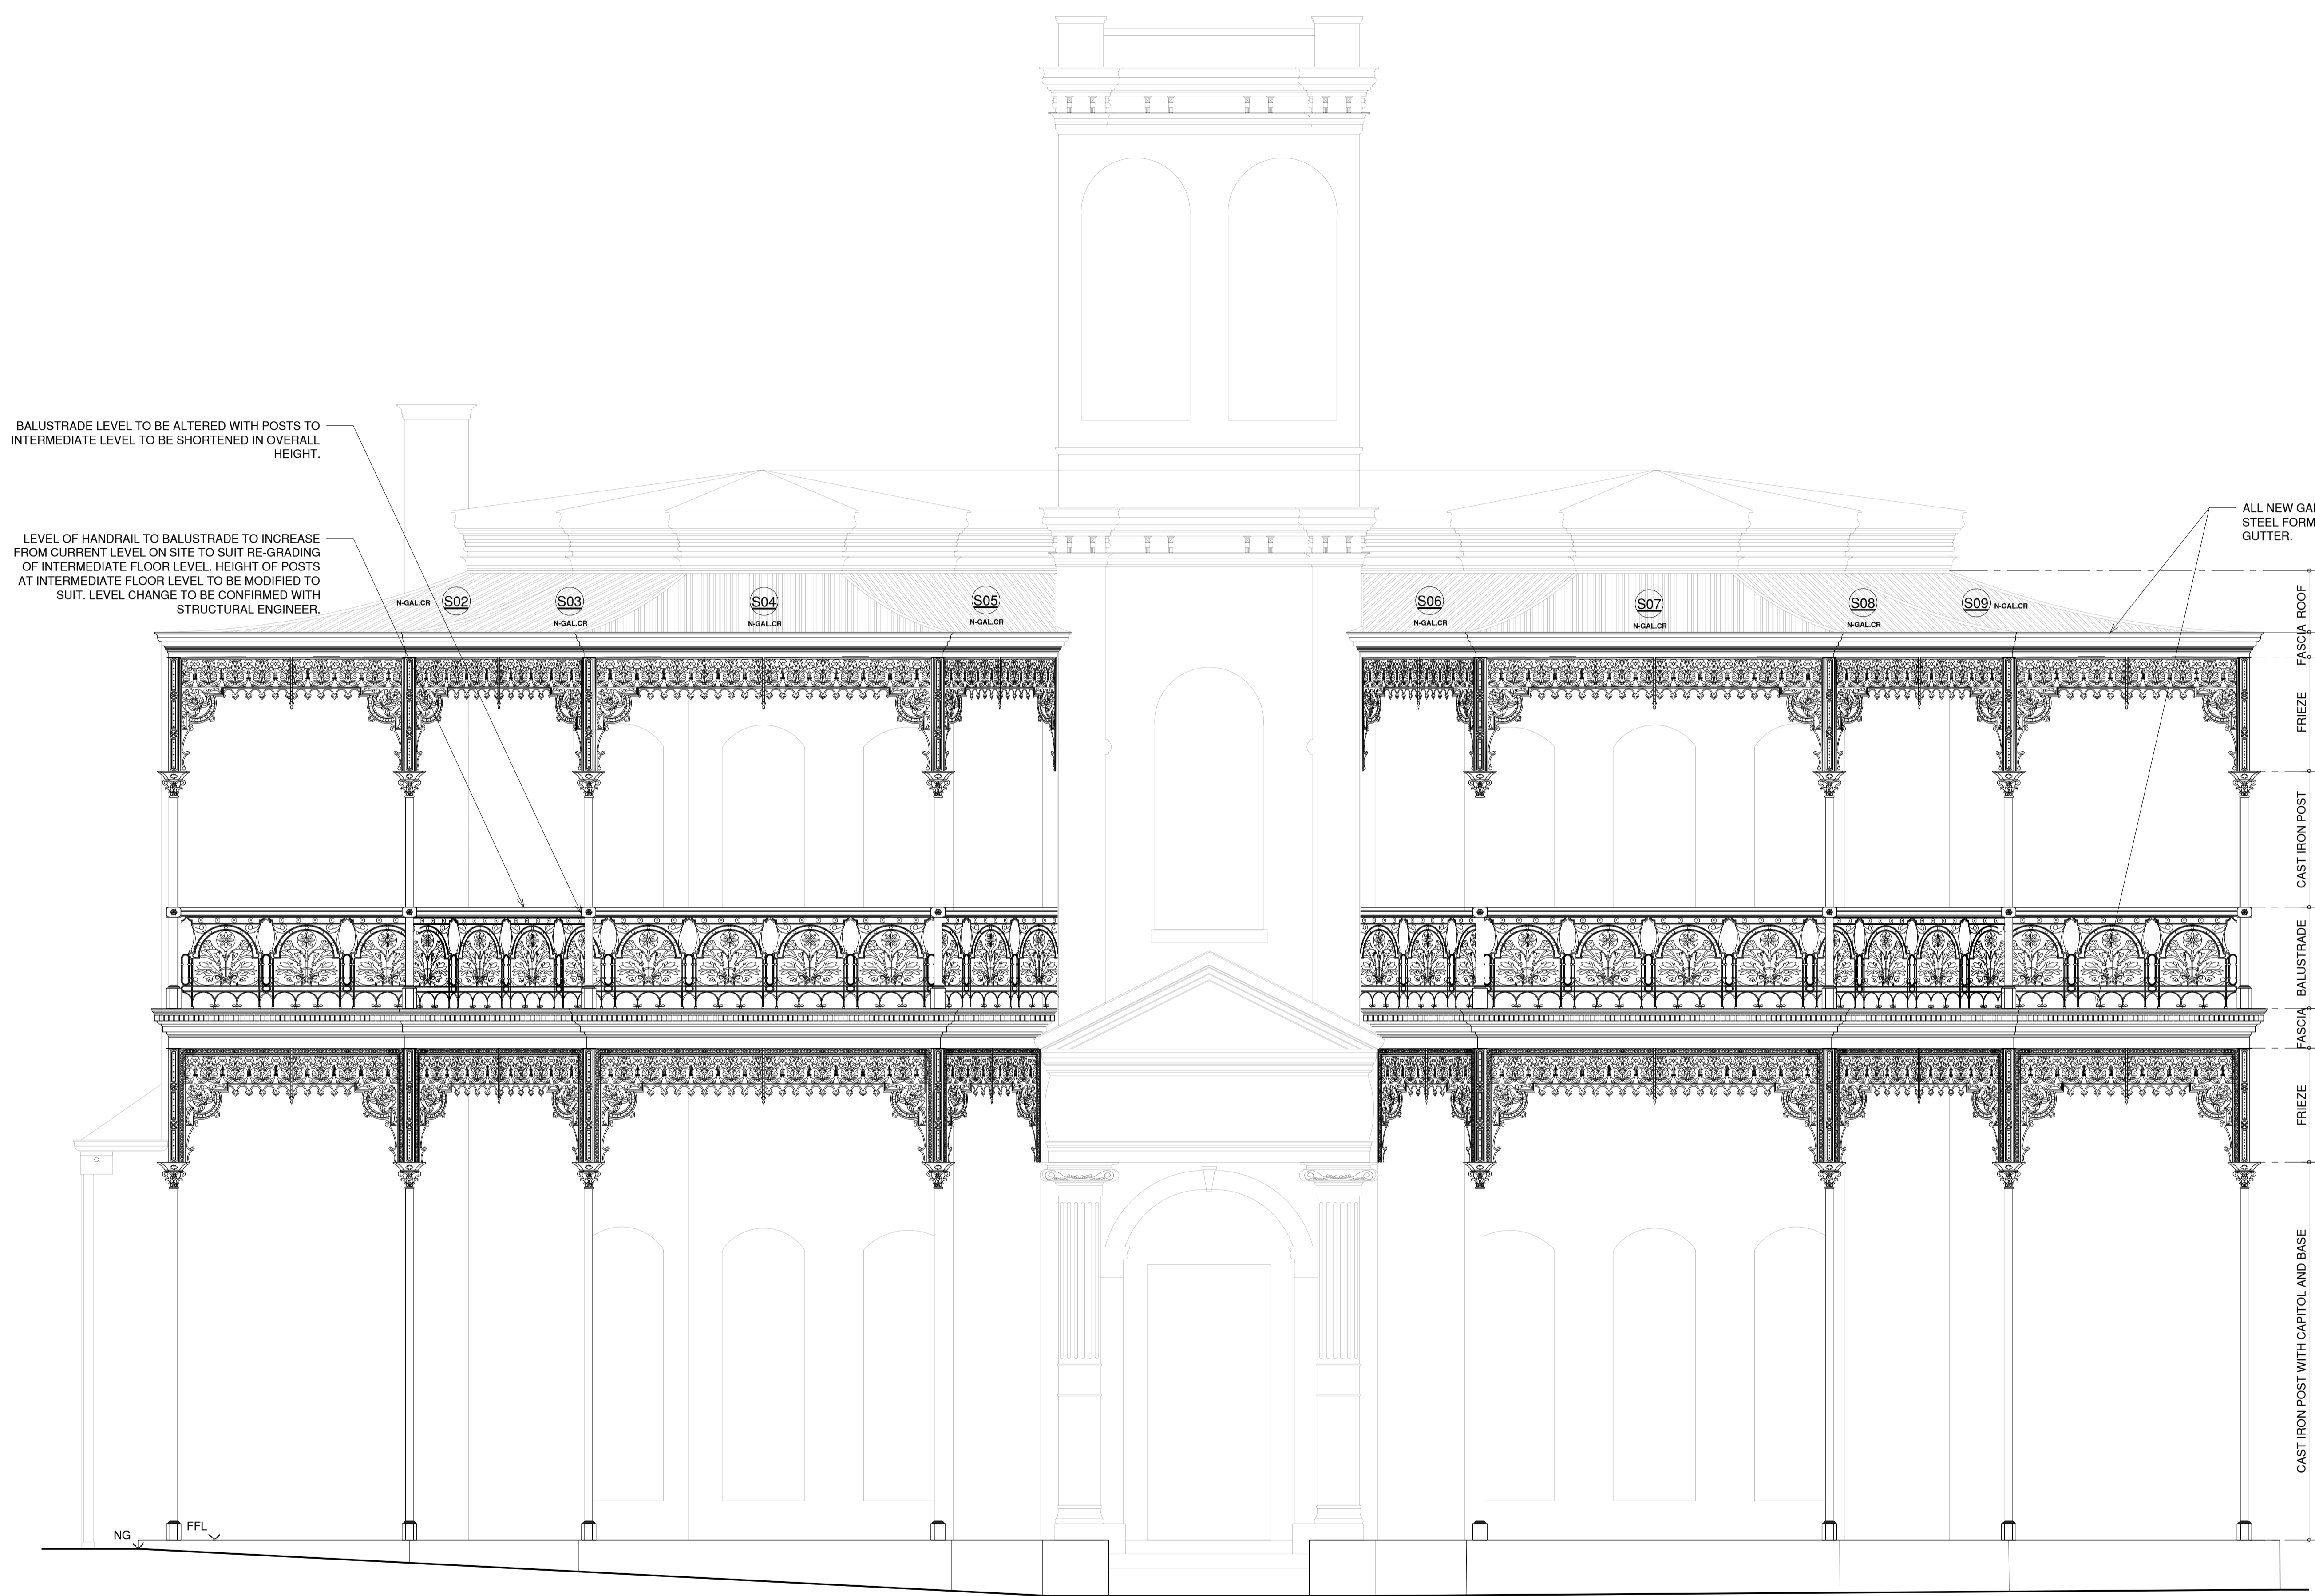 BALUSTRADE LEVEL TO BE ALTERED WITH POSTS TO
INTERMEDIATE LEVEL TO BE SHORTENED IN OVERALL
HEIGHT.
LEVEL OF HANDRAIL TO BALUSTRADE TO INCREASE
FROM CURRENT LEVEL ON SITE TO SUIT RE-GRADING
OF INTERMEDIATE FLOOR LEVEL. HEIGHT OF POSTS
AT INTERMEDIATE FLOOR LEVEL TO BE MODIFIED TO
SUIT. LEVEL CHANGE TO BE CONFIRMED WITH
STRUCTURAL ENGINEER.
ALL NEW
STEEL FORM
GUTTER.
N-GAL.CR
S02
S03
N-GAL.CR
S04
N-GAL.CR
S05
N-GAL.CR
S06
N-GAL.CR
S07
N-GAL.CR
S08
N-GAL.CR
S09
N-GAL.CR
ROOF
FASCIA
FRIEZE
CAST IRON POST
BALUSTRADE
FASCIA
FRIEZE
CAST IRON POST WITH CAPITOL AND BASE
NG
FFL